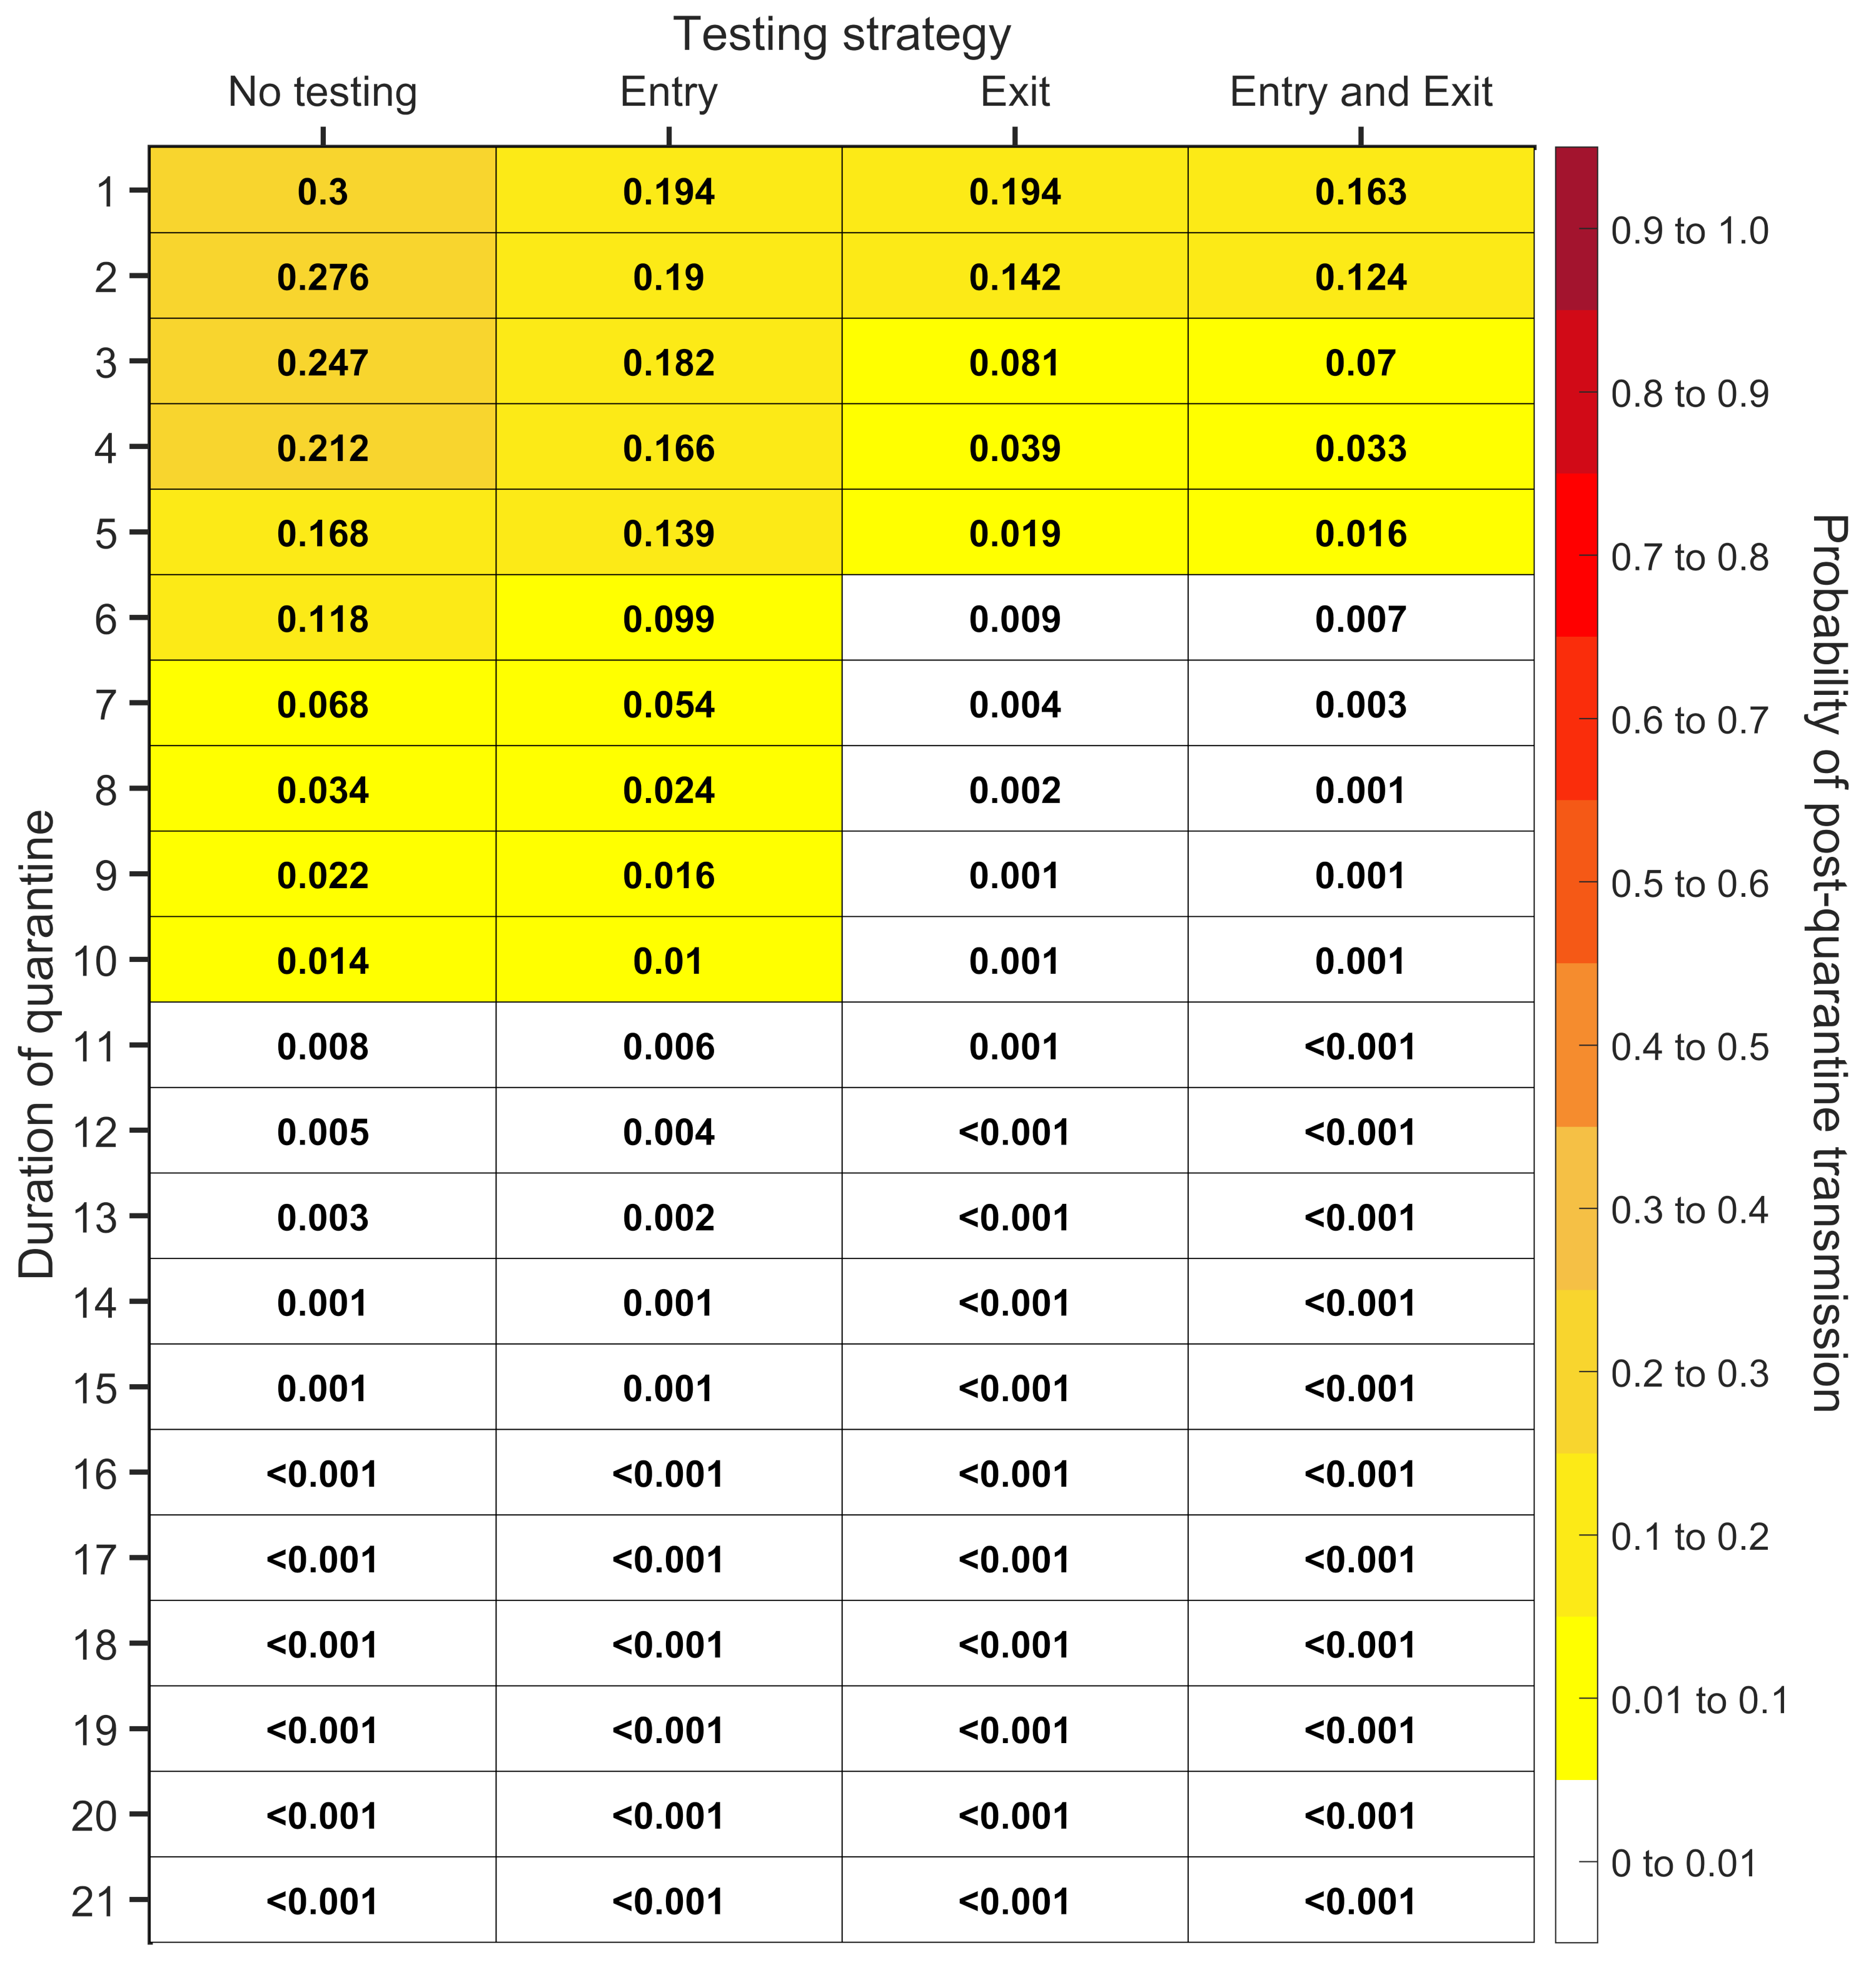 Testing strategy
No testing Entry Exit Entry and Exit
1 0.3 0.194 0.194 0.163
2 0.276 0.19 0.142 0.124
3 0.247 0.182 0.081 0.07
4 0.212 0.166 0.039 0.033
5 0.168 0.139 0.019 0.016
6 0.118 0.099 0.009 0.007
7 0.068 0.054 0.004 0.003
8 0.034 0.024 0.002 0.001
9 0.022 0.016 0.001 0.001
10 0.014 0.01 0.001 0.001
11 0.008 0.006 0.001 <0.001
12 0.005 0.004 <0.001 <0.001
13 0.003 0.002 <0.001 <0.001
14 0.001 0.001 <0.001 <0.001
15 0.001 0.001 <0.001 <0.001
16 <0.001 <0.001 <0.001 <0.001
17 <0.001 <0.001 <0.001 <0.001
18 <0.001 <0.001 <0.001 <0.001
19 <0.001 <0.001 <0.001 <0.001
20 <0.001 <0.001 <0.001 <0.001
21 <0.001 <0.001 <0.001 <0.001
Duration of quarantine
0.9 to 1.0
0.8 to 0.9
0.7 to 0.8
0.6 to 0.7
0.5 to 0.6
0.4 to 0.5
0.3 to 0.4
0.2 to 0.3
0.1 to 0.2
0.01 to 0.1
0 to 0.01
Probability of post-quarantine transmission